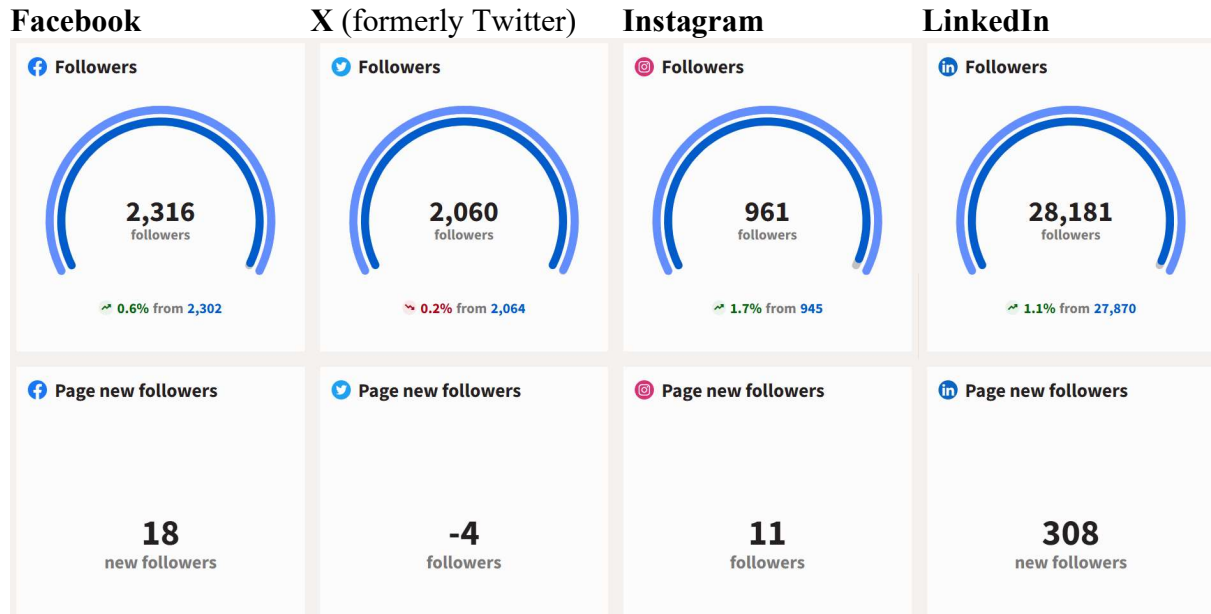 Facebook X (formerly Twitter) Instagram LinkedIn
Followers Followers Followers Followers
2,316 2,060 961 28,181
followers followers followers followers
0.6% from 2,302 0.2% from 2,064 1.7% from 945 1.1% from 27,870
Page new followers Page new followers Page new followers Page new followers
18 -4 11 308
new followers followers followers new followers